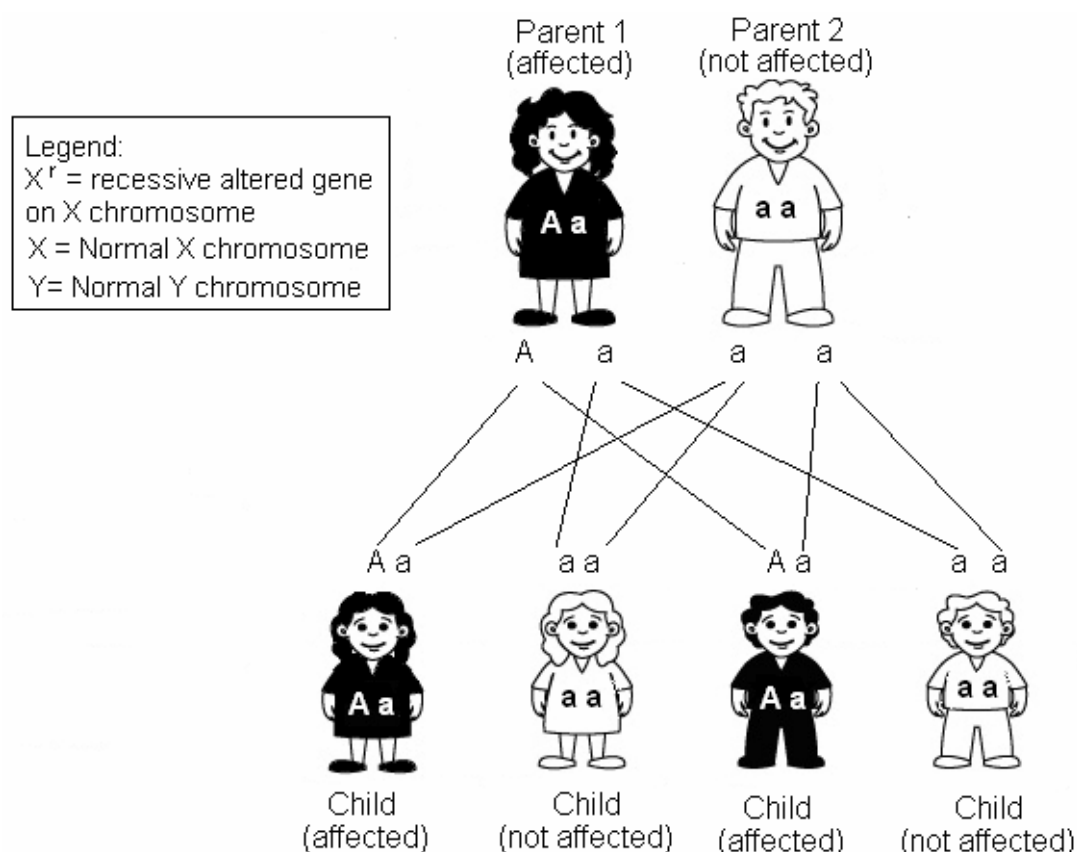 Parent 1
(affected)
Parent 2
(not affected)
Legend:
X r = recessive altered gene
on X chromosome
X = Normal X chromosome
Y= Normal Y chromosome
A a
a a
A a a a
A a a a A a a a
A a a a A a a a
Child
(affected)
Child
(not affected)
Child
(affected)
Child
(not affected)